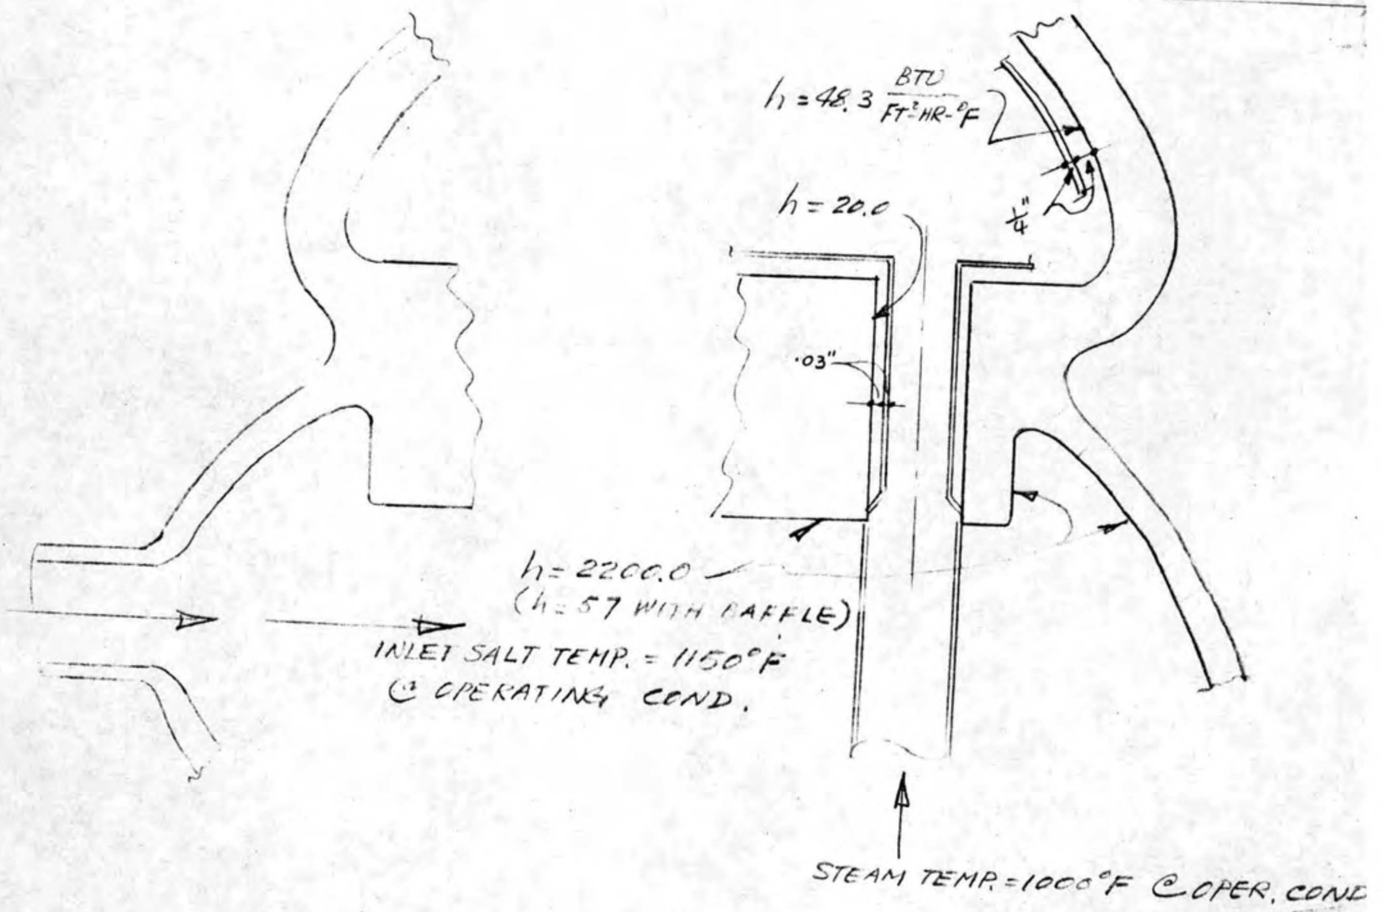 h = 48.3 BTU
FT²-HR-°F
h = 20.0
1/4"
.03"
h = 2200.0
(h = 57 WITH BAFFLE)
INLET SALT TEMP. = 1150°F
@ OPERATING COND.
STEAM TEMP. = 1000°F @ OPER. COND